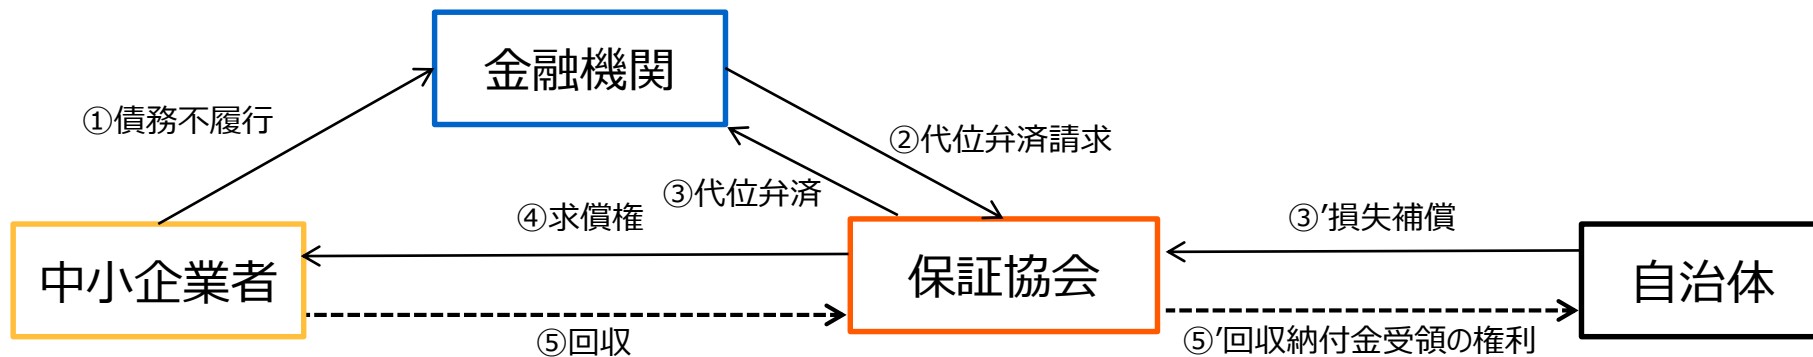 金融機関
①債務不履行
②代位弁済請求
③代位弁済
④求償権
③’損失補償
中小企業者
保証協会
自治体
⑤回収
⑤’回収納付金受領の権利